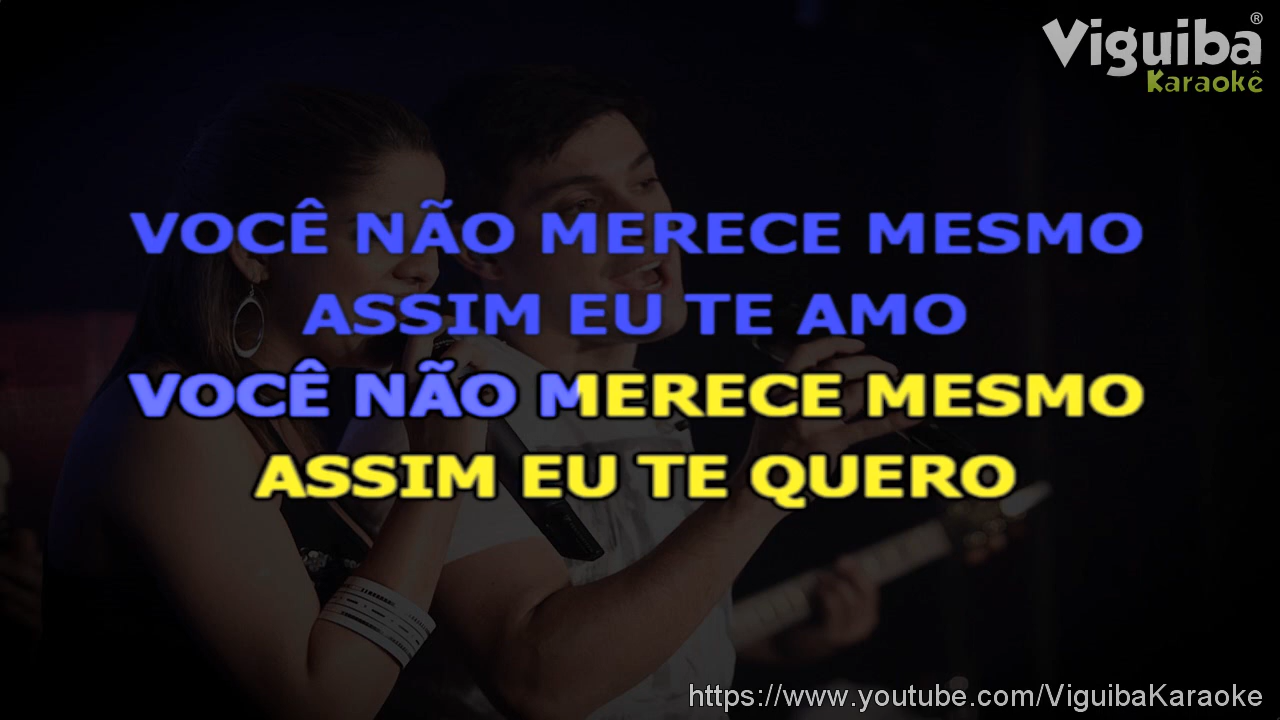 Viguiba®
Karaokê
VOCÊ NÃO MERECE MESMO
ASSIM EU TE AMO
VOCÊ NÃO MERECE MESMO
ASSIM EU TE QUERO
https://www.youtube.com/ViguibaKaraoke